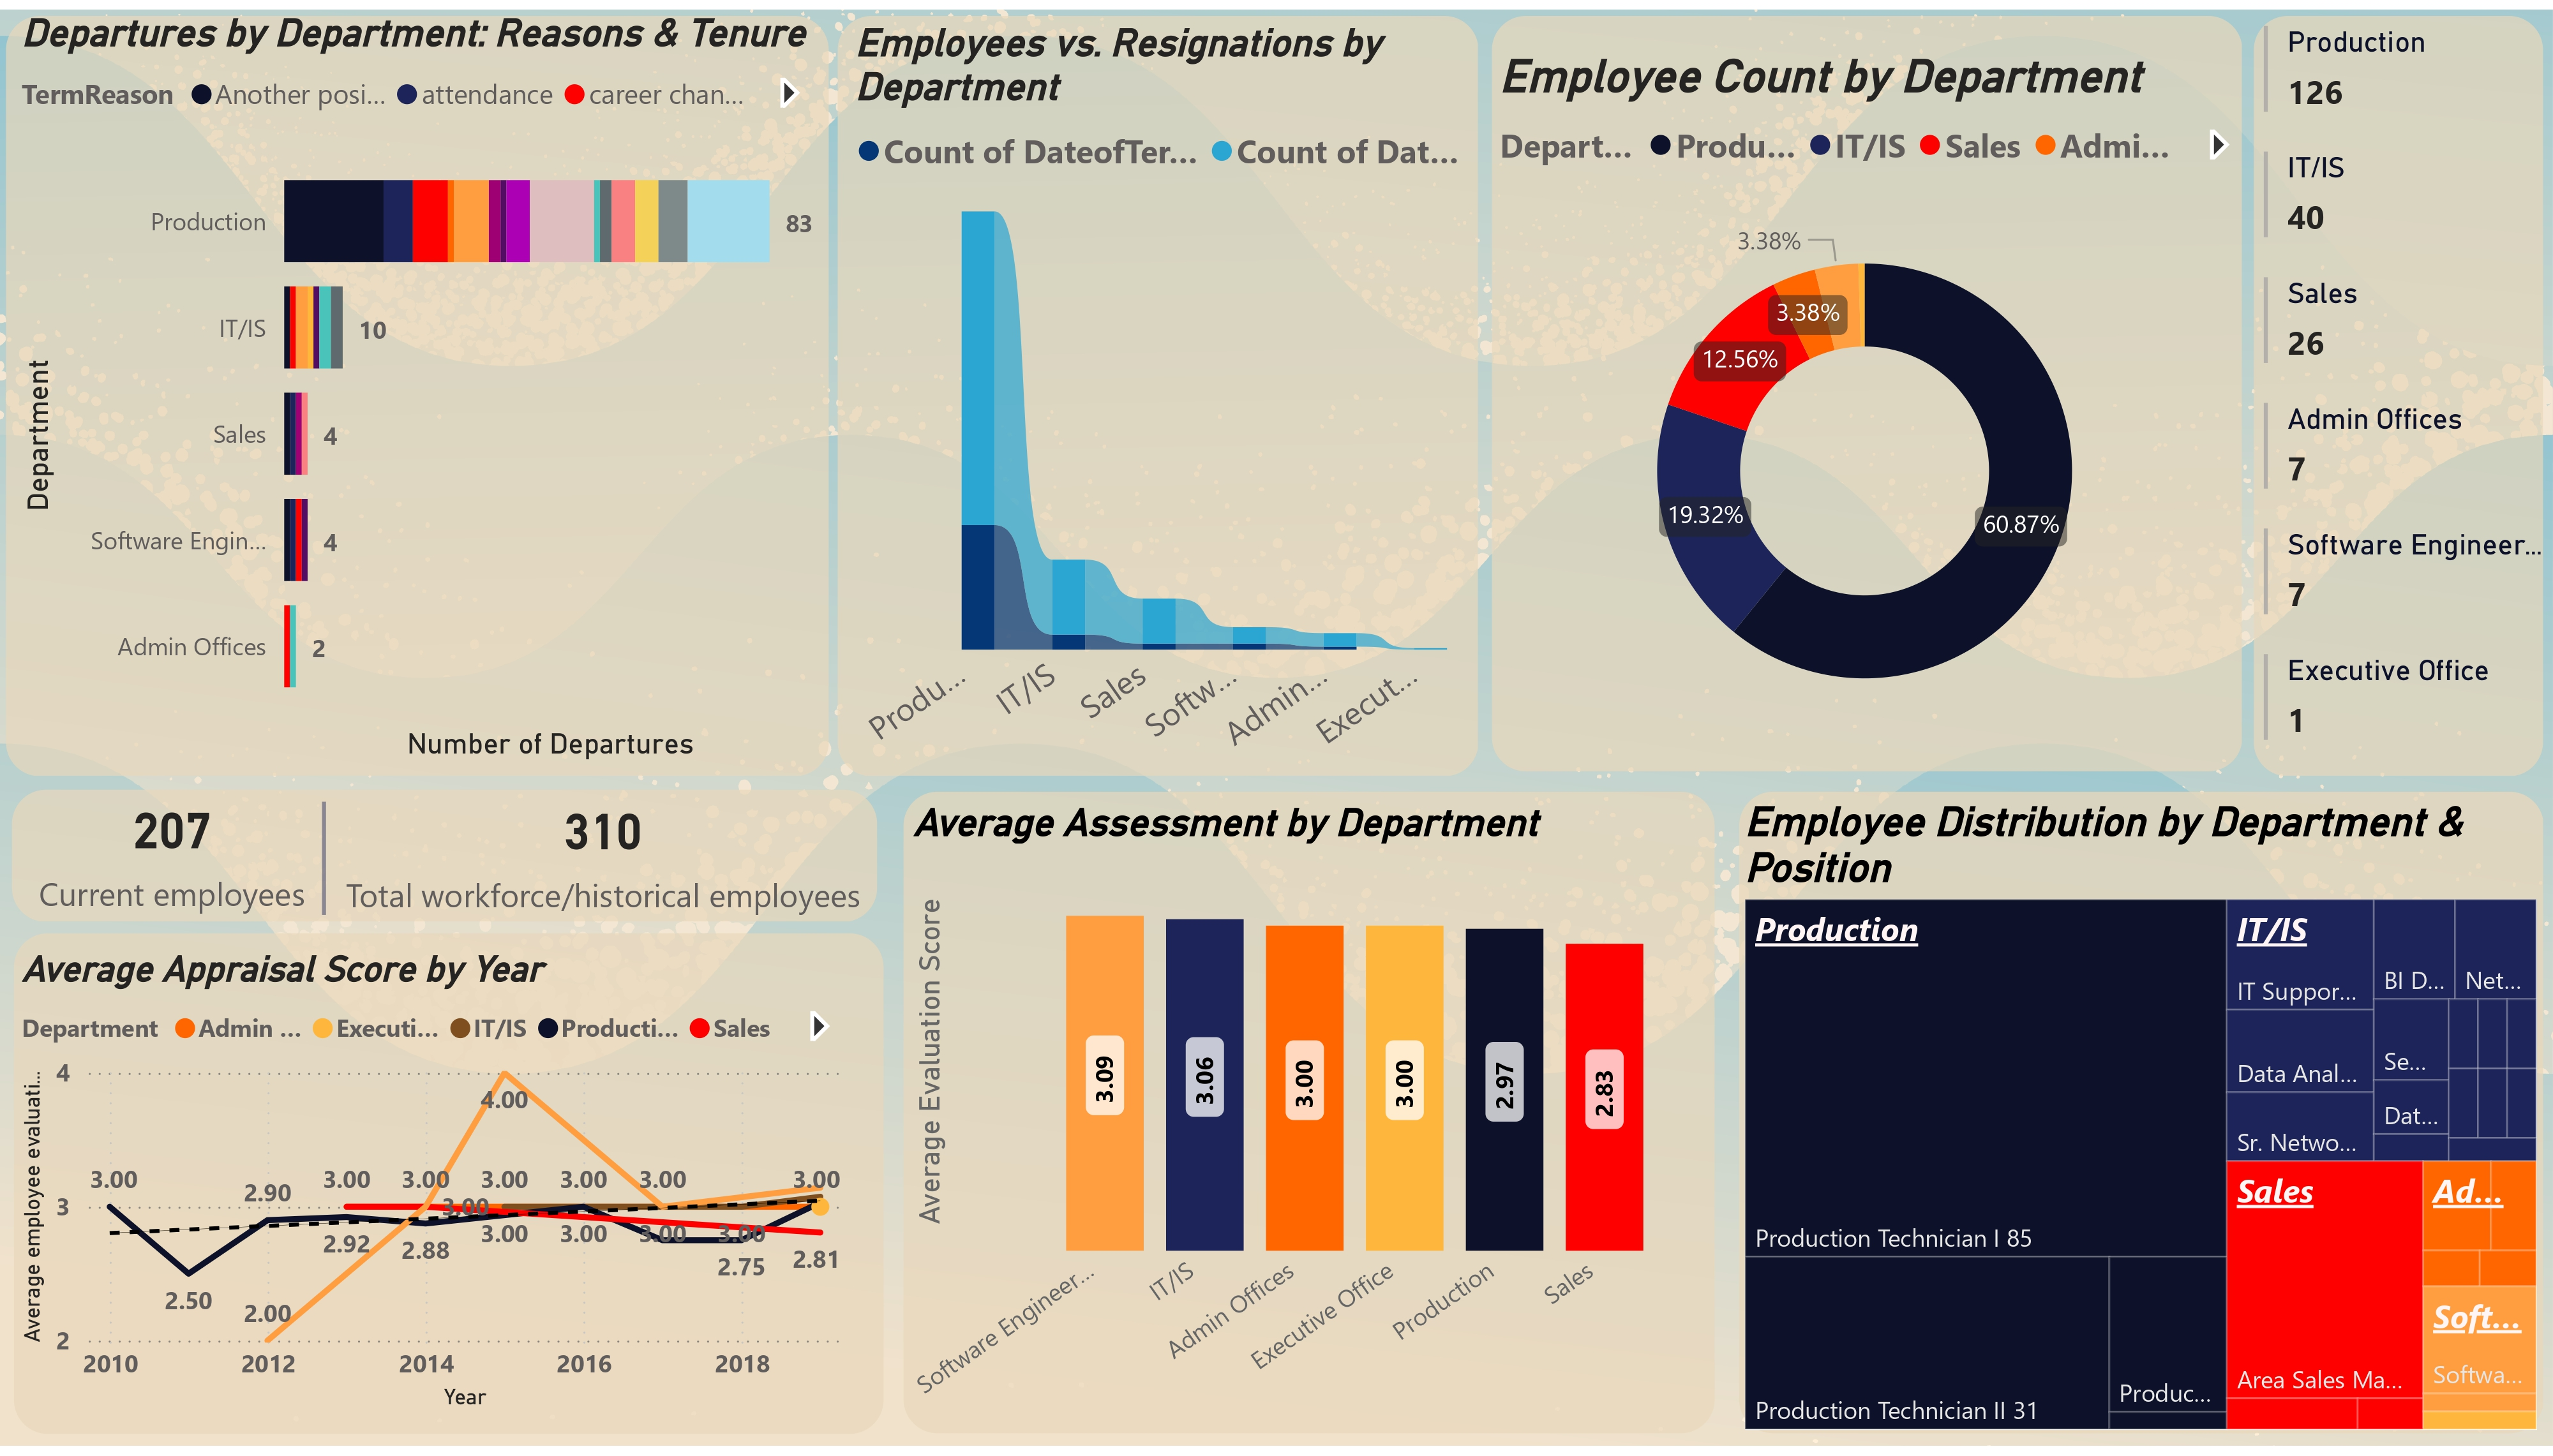 Departures by Department: Reasons & Tenure
TermReason Another posi... attendance career chan...
Department
Production 83
IT/IS 10
Sales 4
Software Engin... 4
Admin Offices 2
Number of Departures
Employees vs. Resignations by
Department
Count of DateofTer... Count of Dat...
Produ... IT/IS Sales Softw... Admin... Execut...
Employee Count by Department
Depart... Produ... IT/IS Sales Admi...
3.38%
3.38%
12.56%
19.32%
60.87%
Production
126
IT/IS
40
Sales
26
Admin Offices
7
Software Engineer...
7
Executive Office
1
207
Current employees
310
Total workforce/historical employees
Average Appraisal Score by Year
Department Admin ... Executi... IT/IS Producti... Sales
Average employee evaluati...
4
3
2
4.00
3.00 2.90 3.00 3.00 3.00 3.00 3.00 3.00
3.00
2.92 2.88 3.00 3.00 3.00 3.00
2.75 2.81
2.50
2.00
2010 2012 2014 2016 2018
Year
Average Assessment by Department
Average Evaluation Score
3.09 3.06 3.00 3.00 2.97 2.83
Software Engineer... IT/IS Admin Offices Executive Office Production Sales
Employee Distribution by Department &
Position
Production
Production Technician I 85
Production Technician II 31
Produc...
IT/IS
IT Suppor...
BI D...
Net...
Data Anal...
Se...
Sr. Netwo...
Dat...
Sales
Area Sales Ma...
Ad...
Soft...
Softwa...